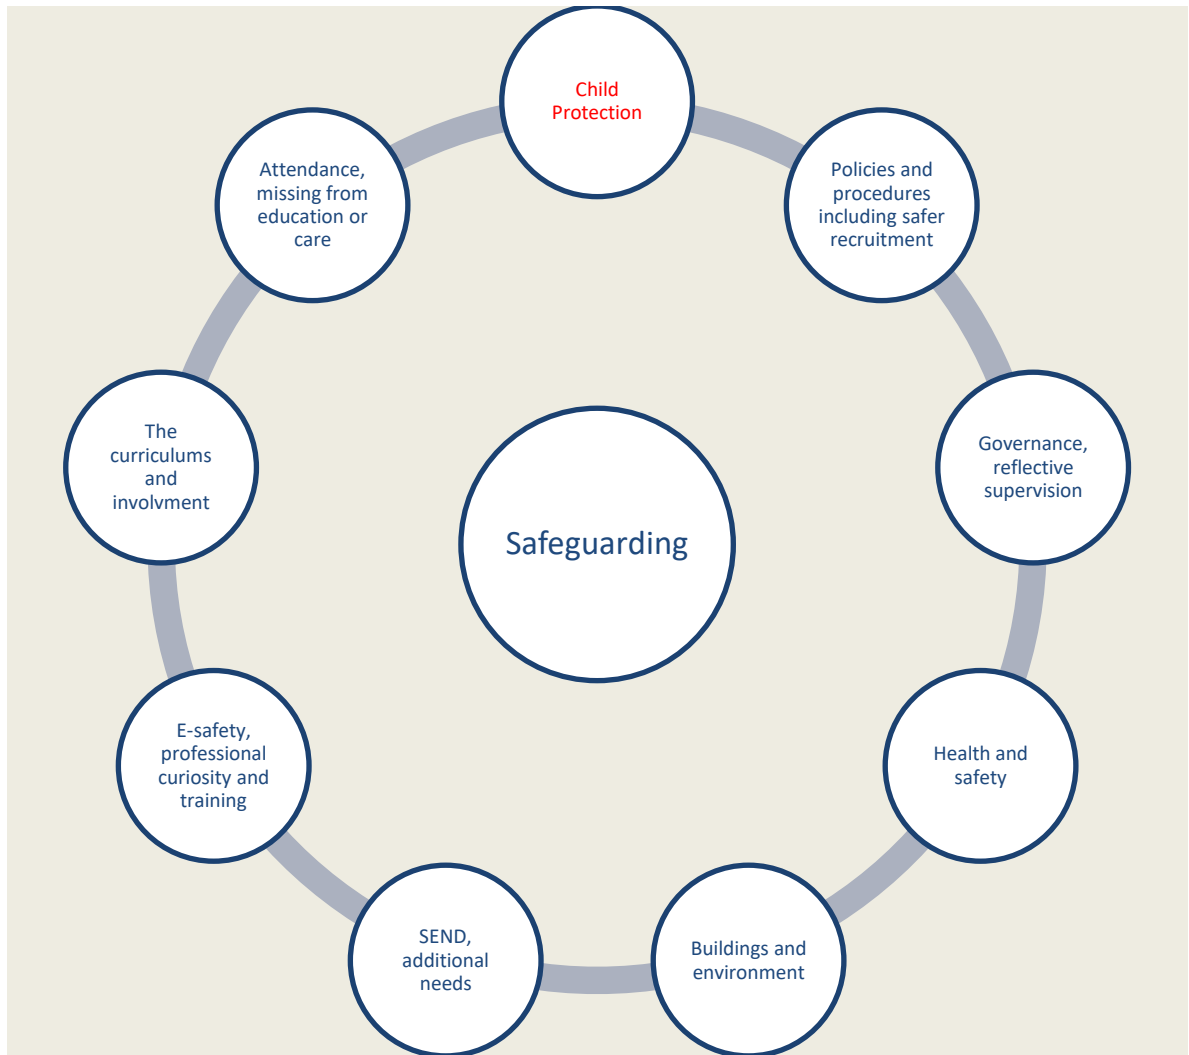 Child
Protection
Policies and
procedures
including safer
recruitment
Governance,
reflective
supervision
Health and
safety
Buildings and
environment
SEND,
additional
needs
E-safety,
professional
curiosity and
training
The
curriculums
and
involvment
Attendance,
missing from
education or
care
Safeguarding